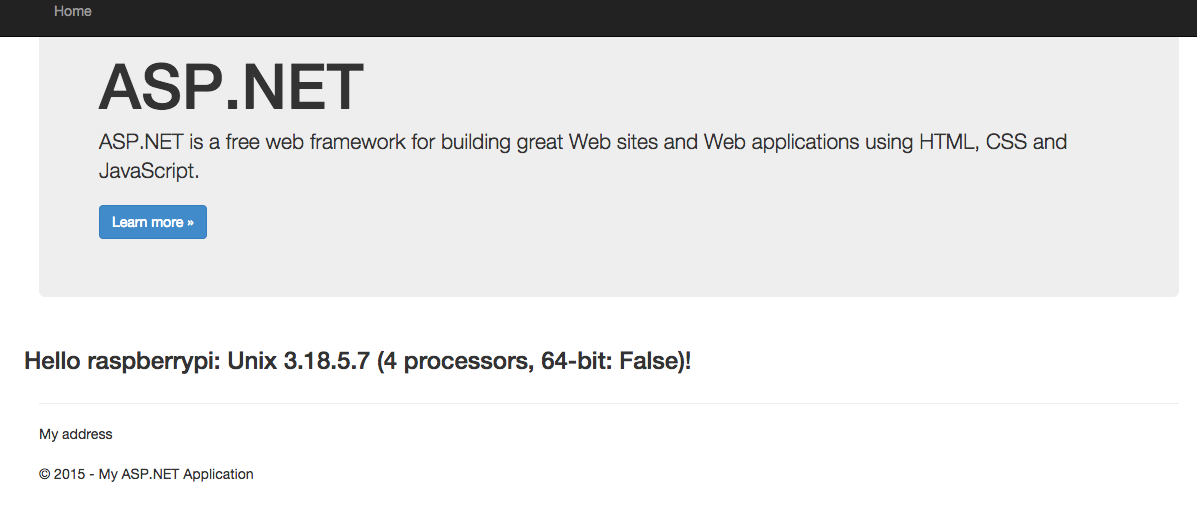 Home
ASP.NET
ASP.NET is a free web framework for building great Web sites and Web applications using HTML, CSS and
JavaScript.
Learn more »
Hello raspberrypi: Unix 3.18.5.7 (4 processors, 64-bit: False)!
My address
© 2015 - My ASP.NET Application